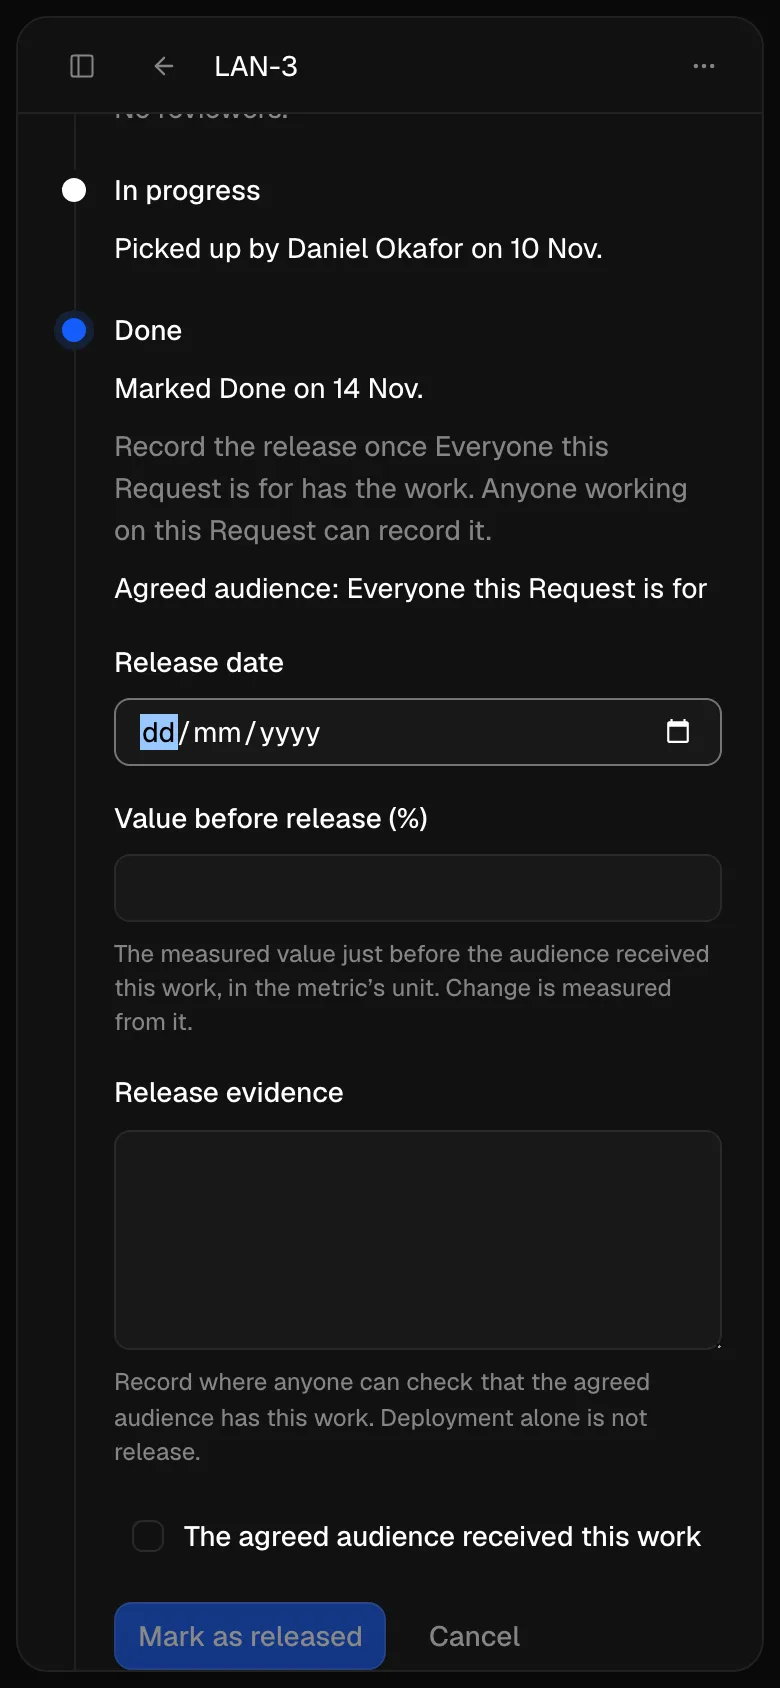 LAN-3
No reviewers.
In progress
Picked up by Daniel Okafor on 10 Nov.
Done
Marked Done on 14 Nov.
Record the release once Everyone this
Request is for has the work. Anyone working
on this Request can record it.
Agreed audience: Everyone this Request is for
Release date
dd/mm/yyyy
Value before release (%)
The measured value just before the audience received
this work, in the metric’s unit. Change is measured
from it.
Release evidence
Record where anyone can check that the agreed
audience has this work. Deployment alone is not
release.
The agreed audience received this work
Mark as released
Cancel